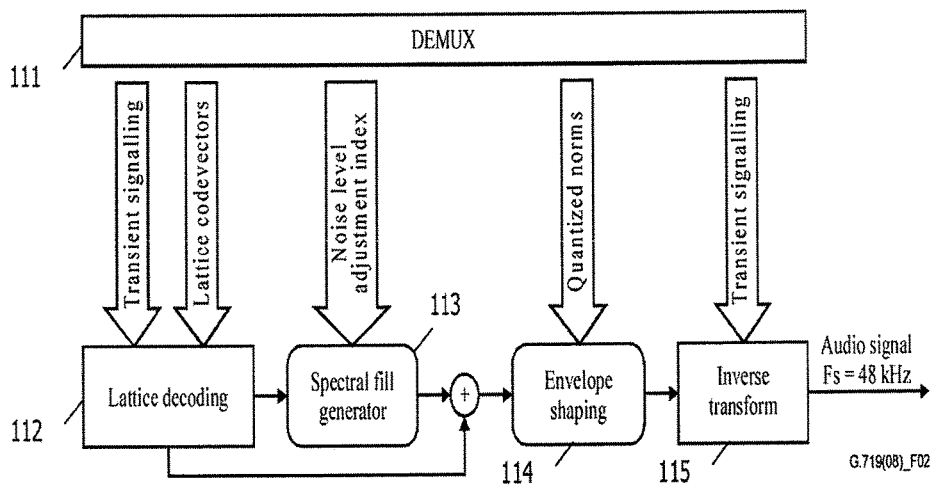 DEMUX
111
Transient signalling
Lattice codevectors
Noise level
adjustment index
Quantized norms
Transient signalling
113
Lattice decoding
Spectral fill
generator
+
Envelope
shaping
Inverse
transform
Audio signal
Fs = 48 kHz
112
114
115
G.719(08)_F02